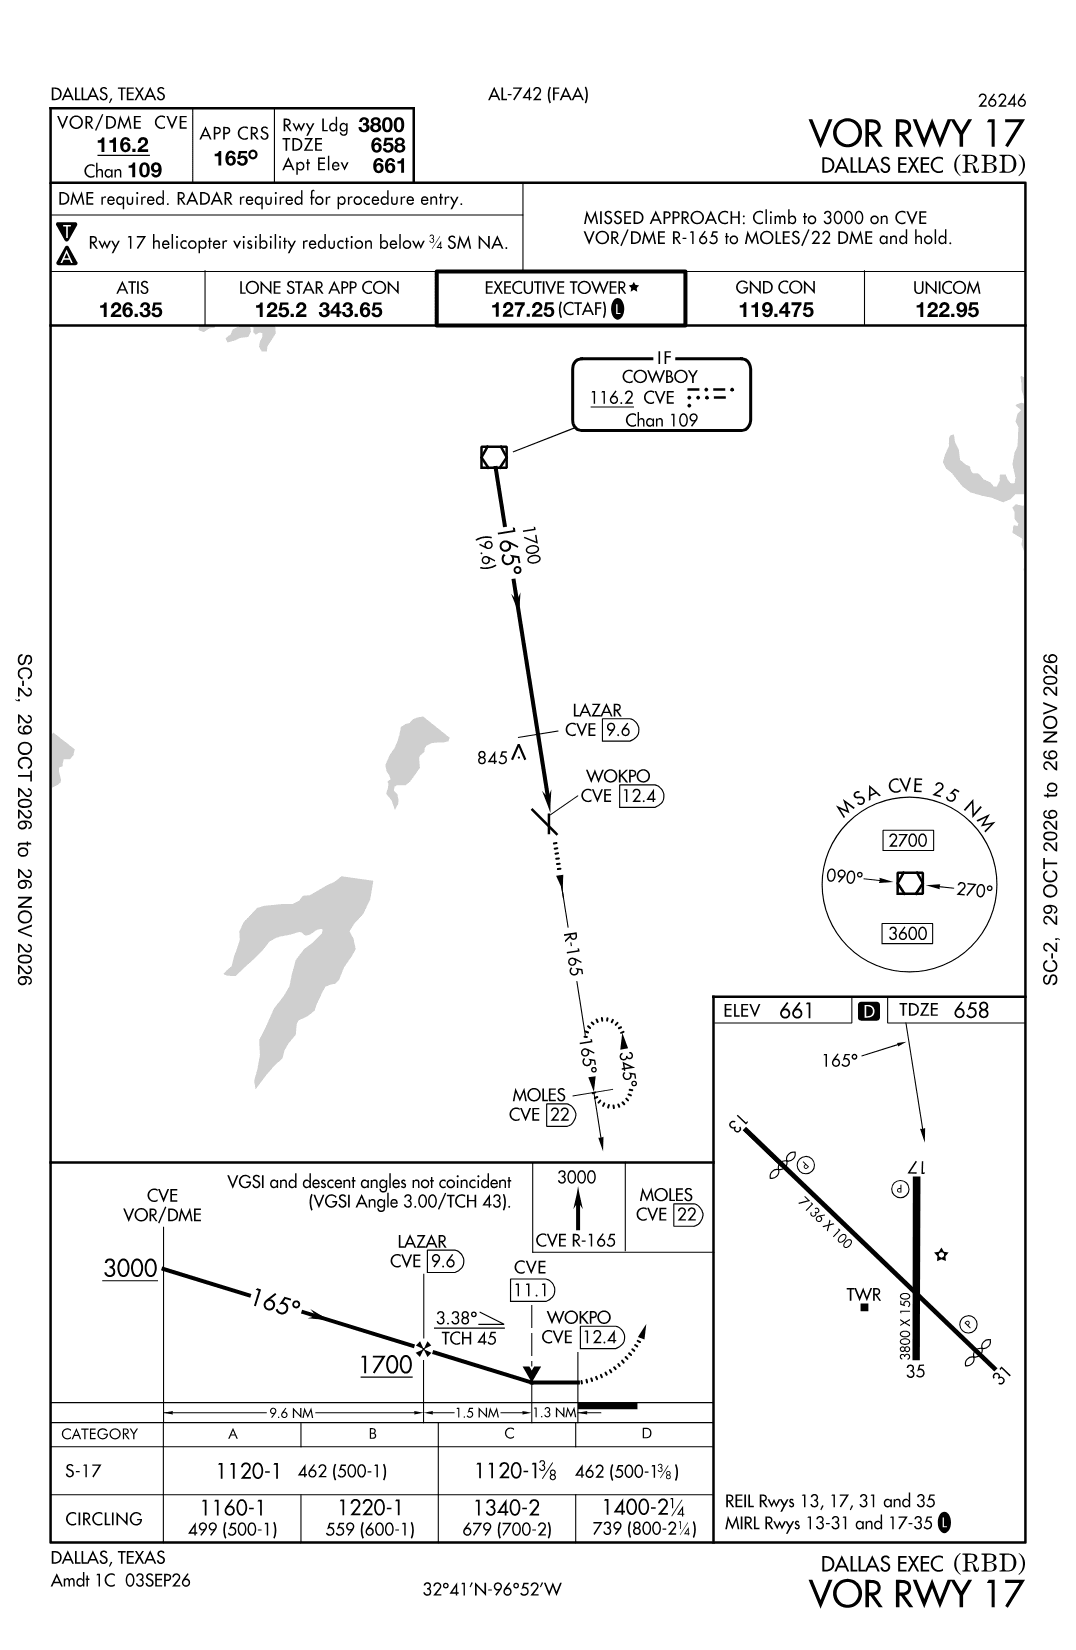 DALLAS, TEXAS
AL-742 (FAA)
26246
VOR RWY 17
DALLAS EXEC (RBD)
VOR/DME CVE
116.2
Chan 109
APP CRS
165°
Rwy Ldg 3800
TDZE 658
Apt Elev 661
DME required. RADAR required for procedure entry.
T
A
Rwy 17 helicopter visibility reduction below ¾ SM NA.
MISSED APPROACH: Climb to 3000 on CVE
VOR/DME R-165 to MOLES/22 DME and hold.
ATIS
126.35
LONE STAR APP CON
125.2 343.65
EXECUTIVE TOWER★
127.25 (CTAF) L
GND CON
119.475
UNICOM
122.95
IF
COWBOY
116.2 CVE
Chan 109
1700
165°
(9.6)
LAZAR
CVE 9.6
845
WOKPO
CVE 12.4
R-165
165°
345°
MOLES
CVE 22
MSA CVE 25 NM
2700
090°
270°
3600
SC-2, 29 OCT 2026 to 26 NOV 2026
SC-2, 29 OCT 2026 to 26 NOV 2026
ELEV 661
D
TDZE 658
165°
13
P
17
P
7136 X 100
TWR
3800 X 150
P
35
31
REIL Rwys 13, 17, 31 and 35
MIRL Rwys 13-31 and 17-35 L
VGSI and descent angles not coincident
(VGSI Angle 3.00/TCH 43).
3000
CVE R-165
MOLES
CVE 22
CVE
VOR/DME
3000
165°
LAZAR
CVE 9.6
1700
3.38°
TCH 45
CVE
11.1
WOKPO
CVE 12.4
9.6 NM
1.5 NM
1.3 NM
CATEGORY A B C D
S-17 1120-1 462 (500-1) 1120-1⅜ 462 (500-1⅜)
CIRCLING
1160-1
499 (500-1)
1220-1
559 (600-1)
1340-2
679 (700-2)
1400-2¼
739 (800-2¼)
DALLAS, TEXAS
Amdt 1C 03SEP26
32°41'N-96°52'W
DALLAS EXEC (RBD)
VOR RWY 17